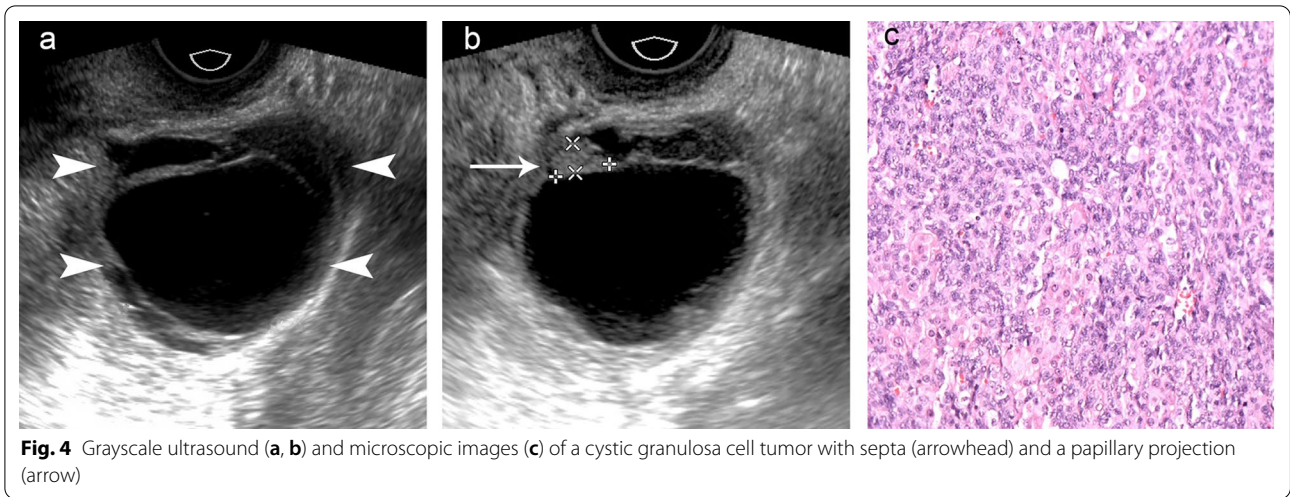 a
b
c
Fig. 4 Grayscale ultrasound (a, b) and microscopic images (c) of a cystic granulosa cell tumor with septa (arrowhead) and a papillary projection
(arrow)